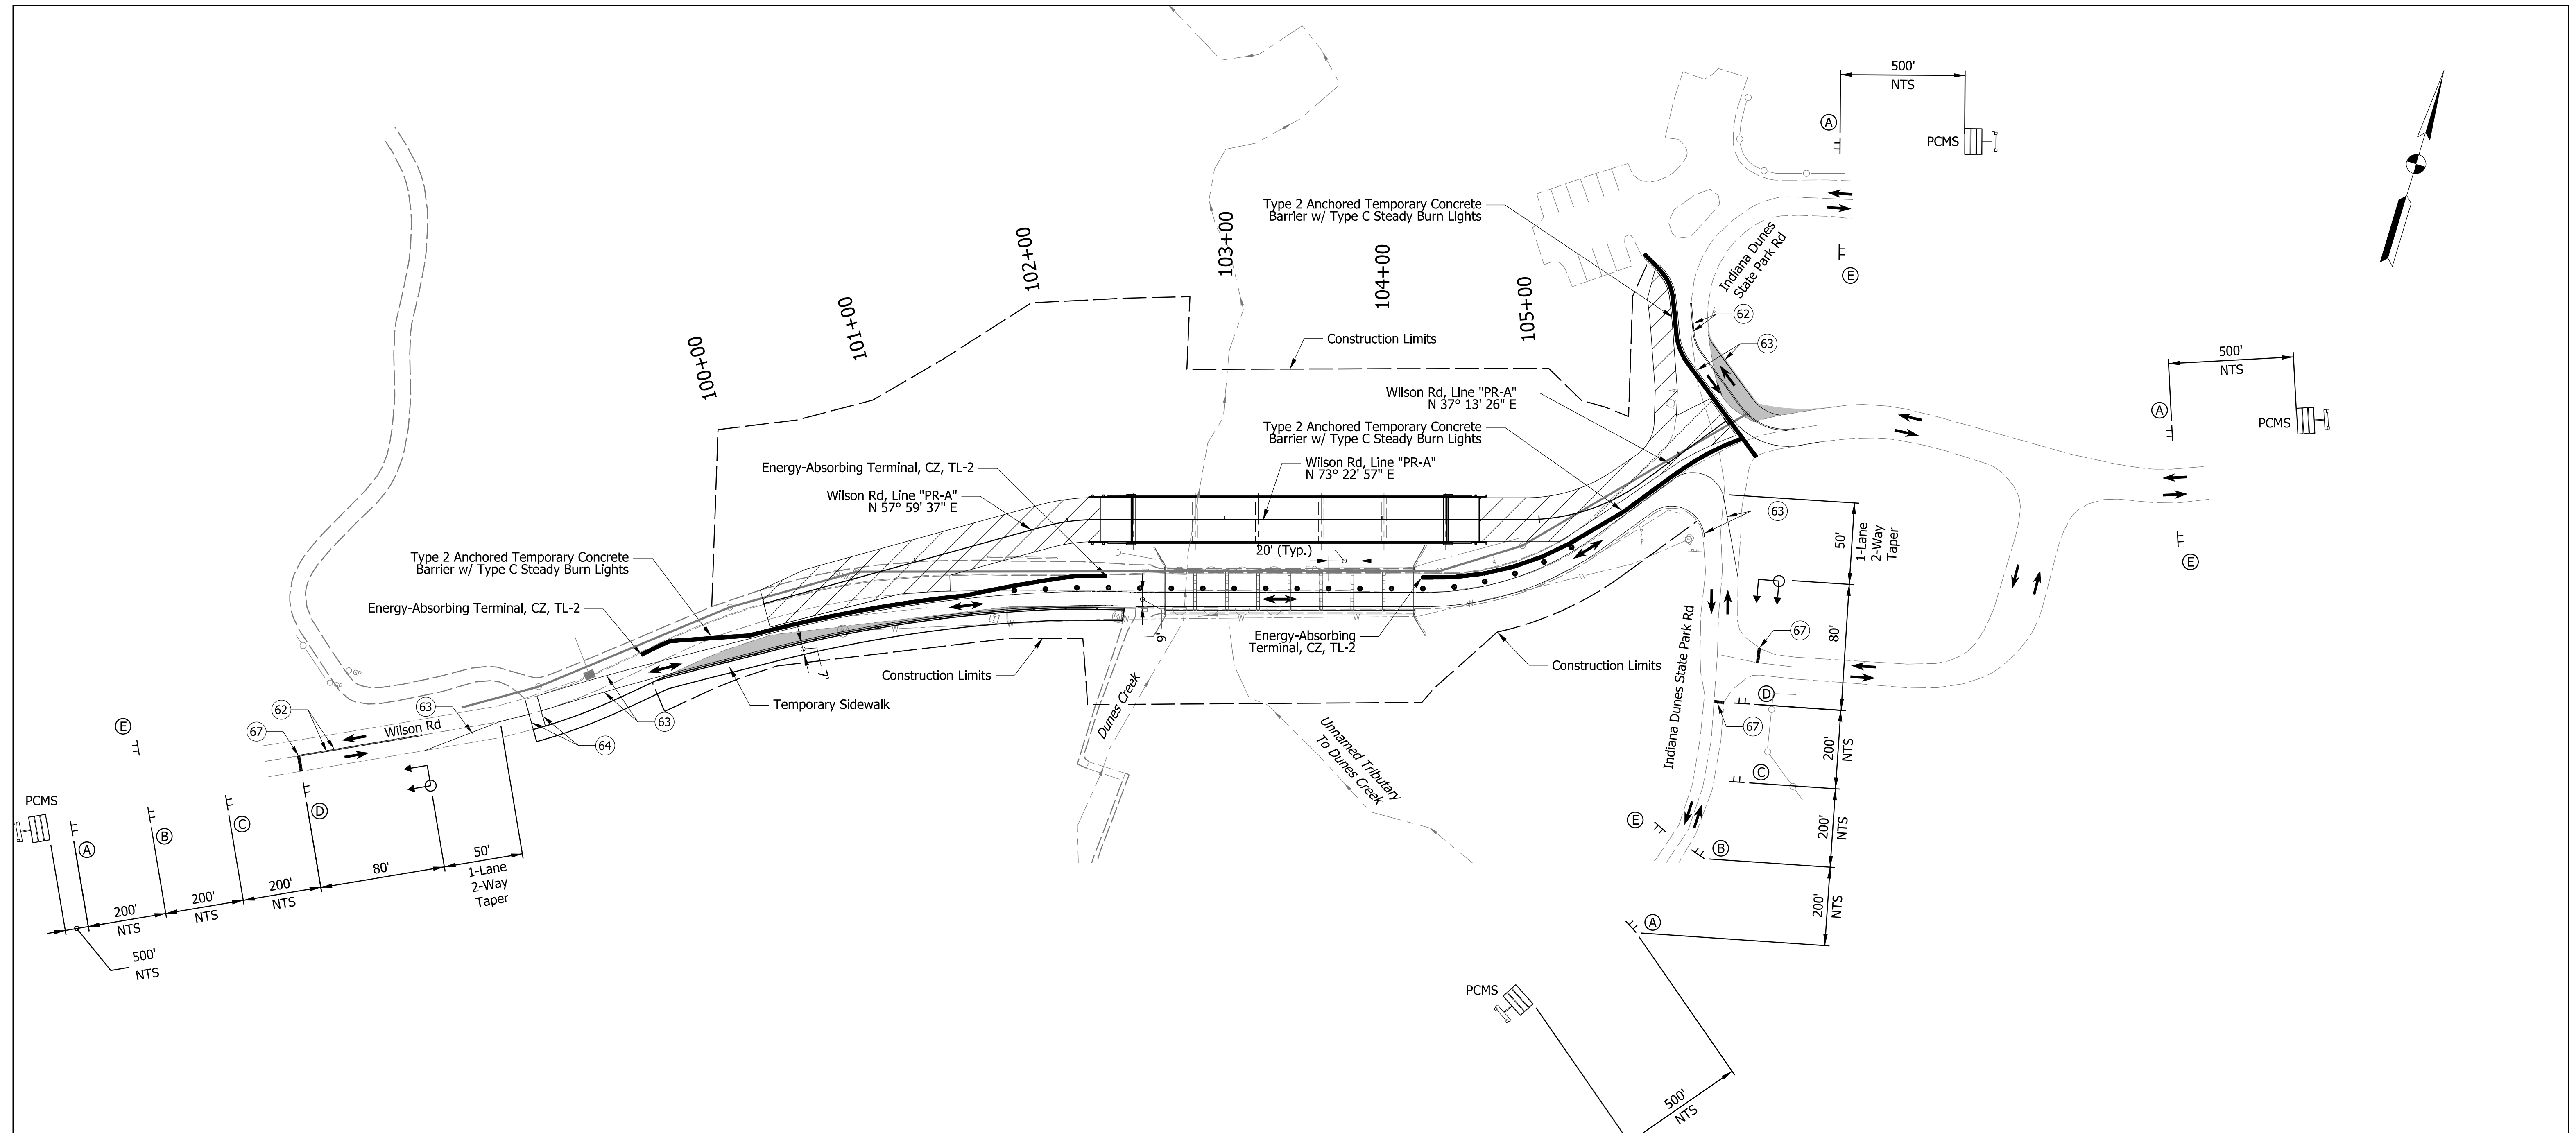 500'
NTS
A
PCMS
E
Type 2 Anchored Temporary Concrete
Barrier w/ Type C Steady Burn Lights
Indiana Dunes
State Park Rd
62
63
100+00
101+00
102+00
103+00
104+00
105+00
Construction Limits
500'
NTS
A
PCMS
E
Wilson Rd, Line "PR-A"
N 37° 13' 26" E
Type 2 Anchored Temporary Concrete
Barrier w/ Type C Steady Burn Lights
Wilson Rd, Line "PR-A"
N 73° 22' 57" E
Energy-Absorbing Terminal, CZ, TL-2
Wilson Rd, Line "PR-A"
N 57° 59' 37" E
63
50'
1-Lane
2-Way
Taper
20' (Typ.)
Type 2 Anchored Temporary Concrete
Barrier w/ Type C Steady Burn Lights
Energy-Absorbing Terminal, CZ, TL-2
9'
7'
W
W
W
W
W
W
W
T
GP
GP
Energy-Absorbing
Terminal, CZ, TL-2
Construction Limits
Construction Limits
Temporary Sidewalk
Dunes Creek
Unnamed Tributary
To Dunes Creek
Indiana Dunes State Park Rd
80'
67
D
67
200'
NTS
C
200'
NTS
E
B
200'
NTS
A
PCMS
500'
NTS
63
64
63
62
67
Wilson Rd
E
PCMS
A
B
C
D
50'
1-Lane
2-Way
Taper
80'
200'
NTS
200'
NTS
200'
NTS
500'
NTS